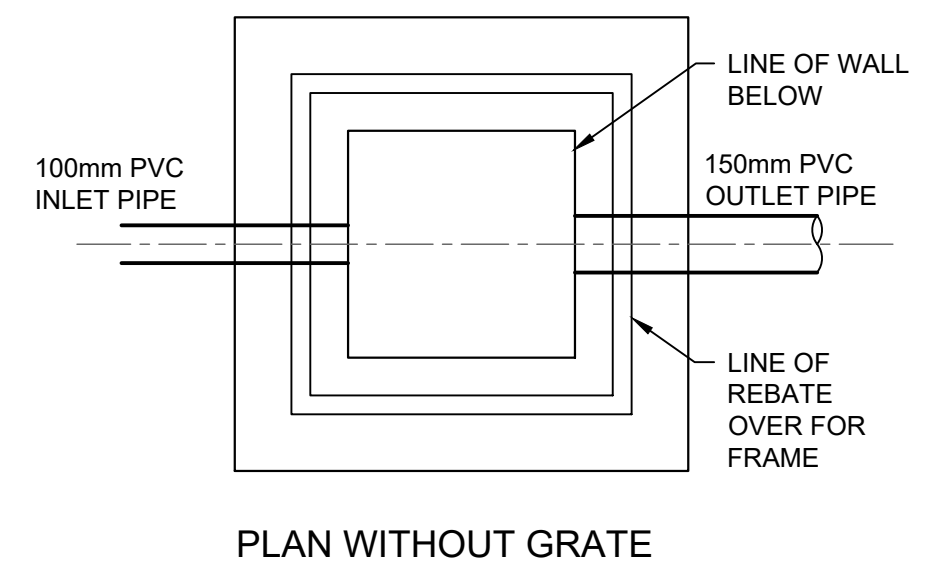 LINE OF WALL
BELOW
100mm PVC
INLET PIPE
150mm PVC
OUTLET PIPE
LINE OF
REBATE
OVER FOR
FRAME
PLAN WITHOUT GRATE